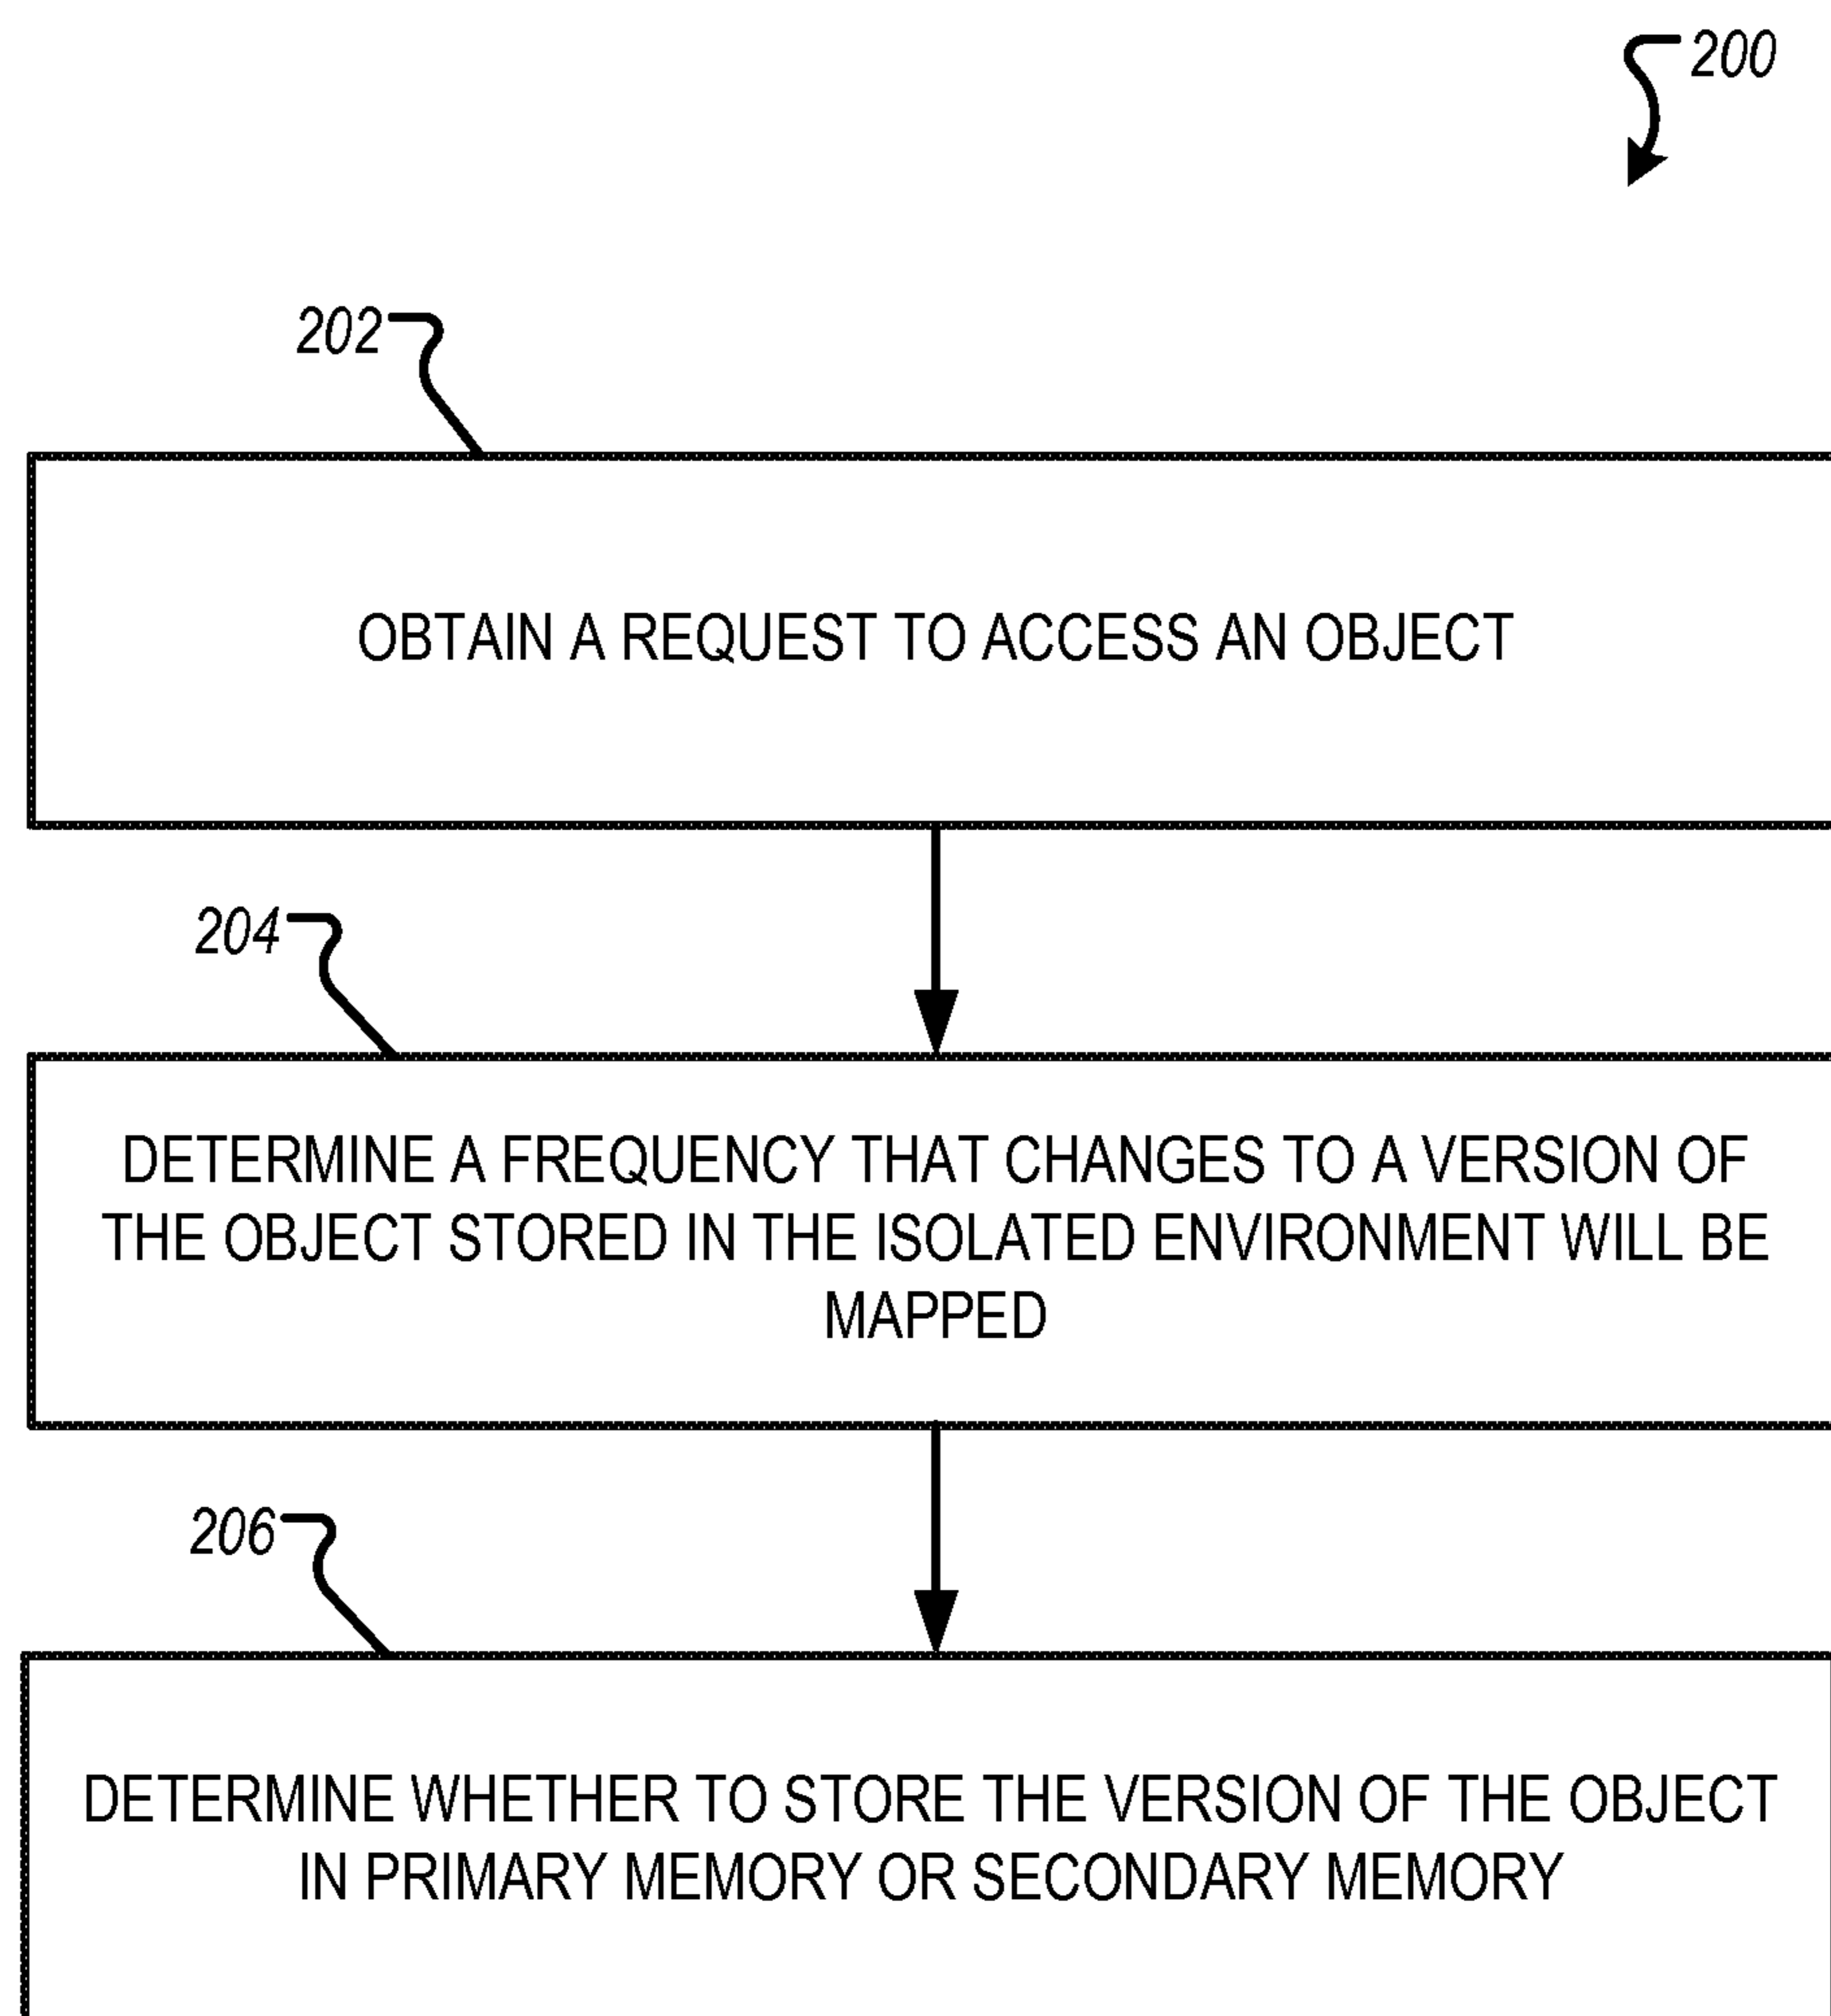 200
202
OBTAIN A REQUEST TO ACCESS AN OBJECT
204
DETERMINE A FREQUENCY THAT CHANGES TO A VERSION OF
THE OBJECT STORED IN THE ISOLATED ENVIRONMENT WILL BE
MAPPED
206
DETERMINE WHETHER TO STORE THE VERSION OF THE OBJECT
IN PRIMARY MEMORY OR SECONDARY MEMORY